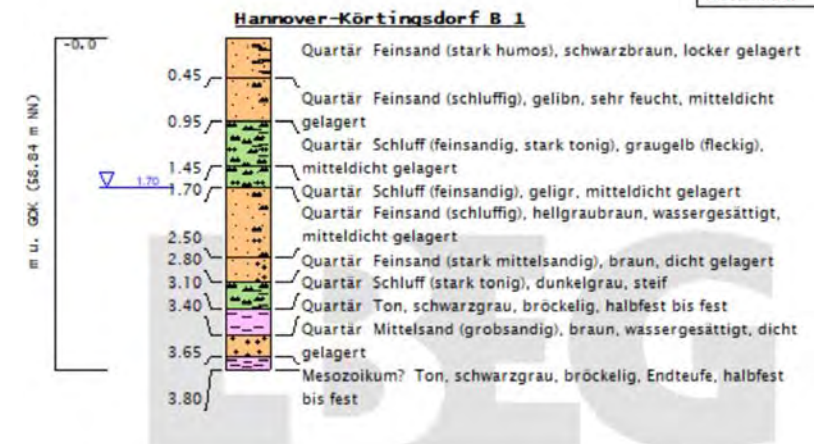 Hannover-Körtingsdorf B 1
m u. GOK (58.84 m NN)
-0.0
Quartär Feinsand (stark humos), schwarzbraun, locker gelagert
0.45
Quartär Feinsand (schluffig), gelibn, sehr feucht, mitteldicht
0.95
gelagert
Quartär Schluff (feinsandig, stark tonig), graugelb (fleckig),
1.45
mitteldicht gelagert
1.70
1.70
Quartär Schluff (feinsandig), geligr, mitteldicht gelagert
Quartär Feinsand (schluffig), hellgraubraun, wassergesättigt,
2.50
mitteldicht gelagert
2.80
Quartär Feinsand (stark mittelsandig), braun, dicht gelagert
3.10
Quartär Schluff (stark tonig), dunkelgrau, steif
3.40
Quartär Ton, schwarzgrau, bröckelig, halbfest bis fest
Quartär Mittelsand (grobsandig), braun, wassergesättigt, dicht
3.65
gelagert
Mesozoikum? Ton, schwarzgrau, bröckelig, Endteufe, halbfest
3.80
bis fest
LBEG